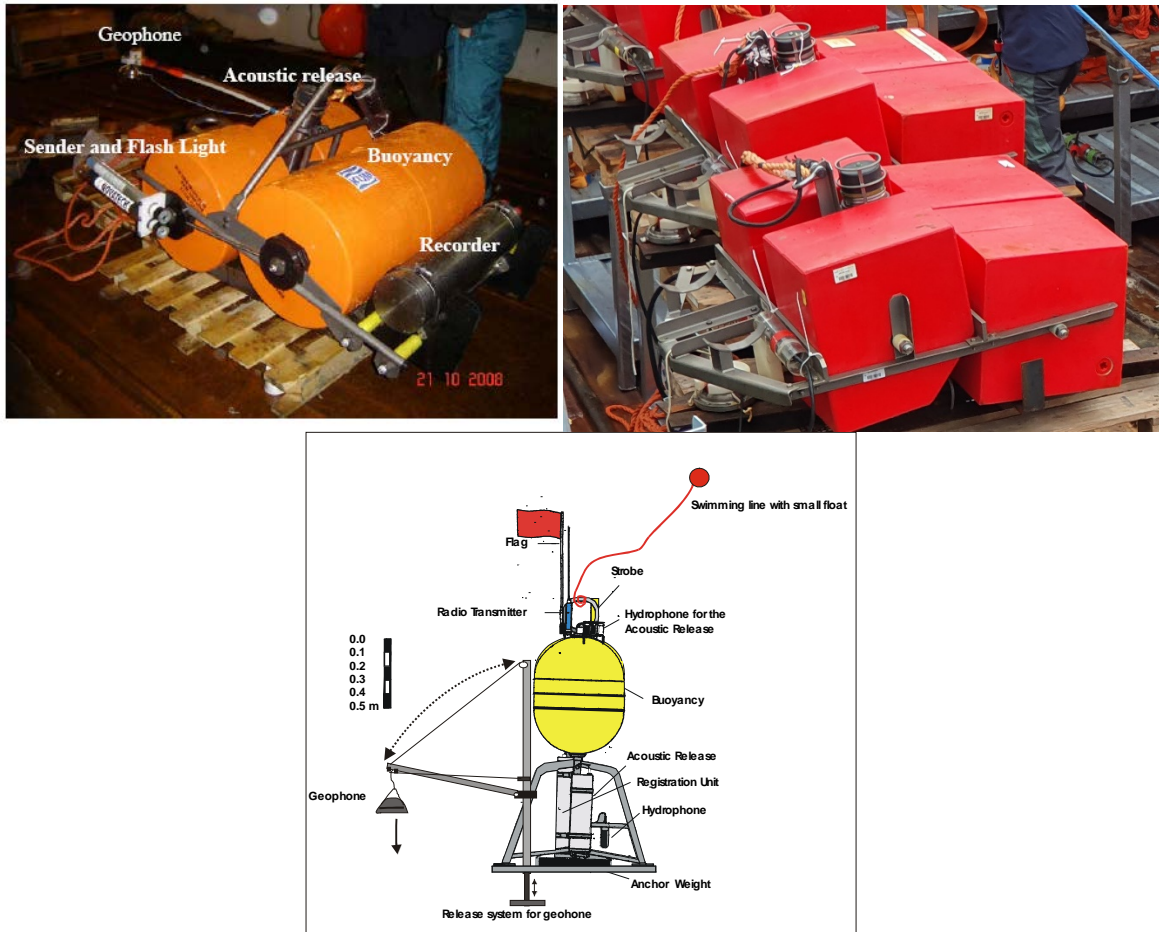 Geophone
Acoustic release
Sender and Flash Light
Buoyancy
NOVATECH
Recorder
21 10 2008
Swimming line with small float
Flag
Strobe
Radio Transmitter
Hydrophone for the
Acoustic Release
0.0
0.1
0.2
0.3
0.4
0.5 m
Buoyancy
Acoustic Release
Registration Unit
Geophone
Hydrophone
Anchor Weight
Release system for geohone